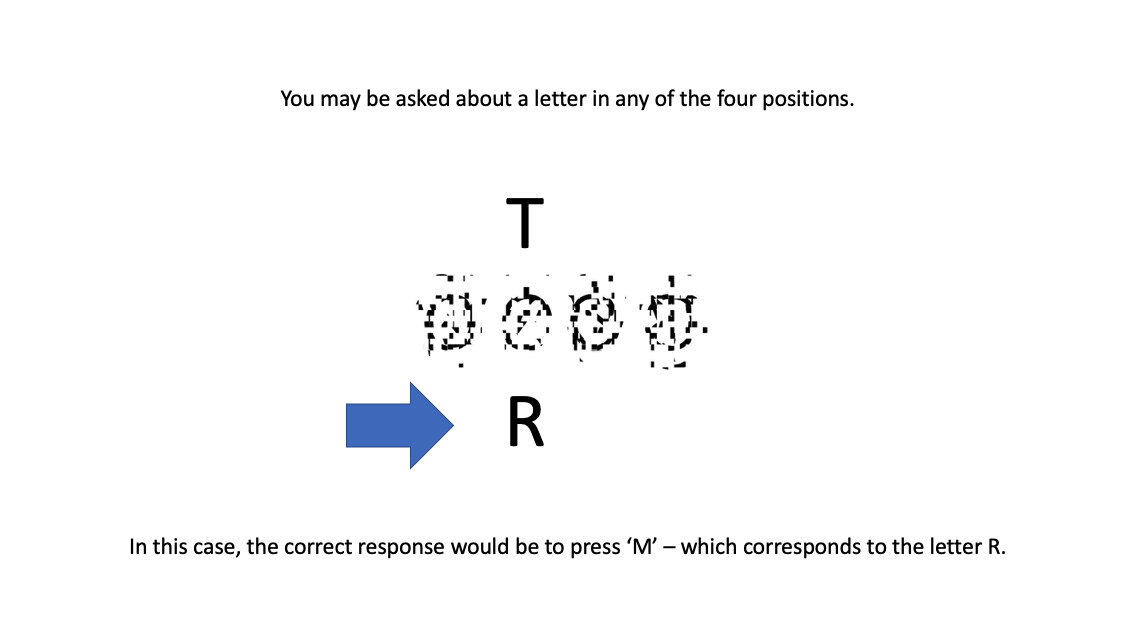 You may be asked about a letter in any of the four positions.
T
R
In this case, the correct response would be to press ‘M’ – which corresponds to the letter R.